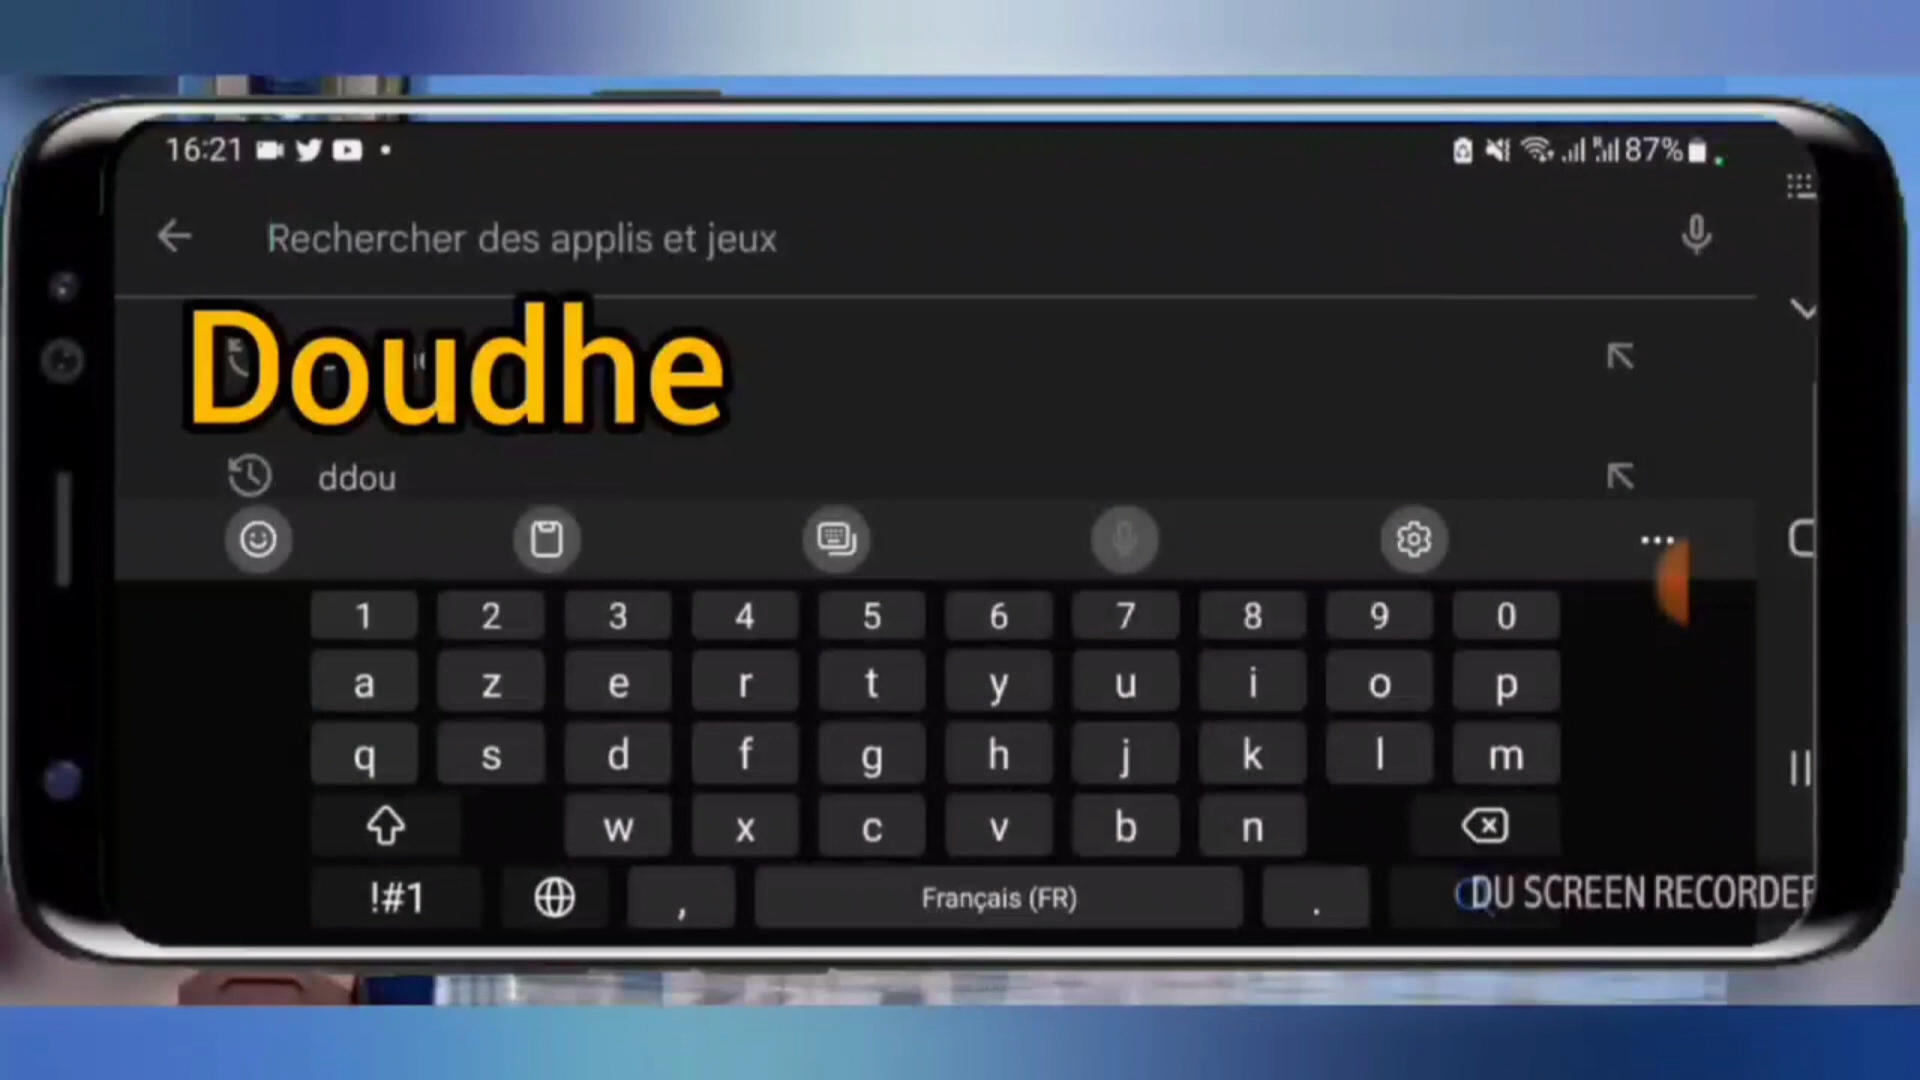 16:21
87%
Rechercher des applis et jeux
Doudhe
ddou
1 2 3 4 5 6 7 8 9 0
a z e r t y u i o p
q s d f g h j k l m
w x c v b n
!#1 , Français (FR) .
DU SCREEN RECORDER